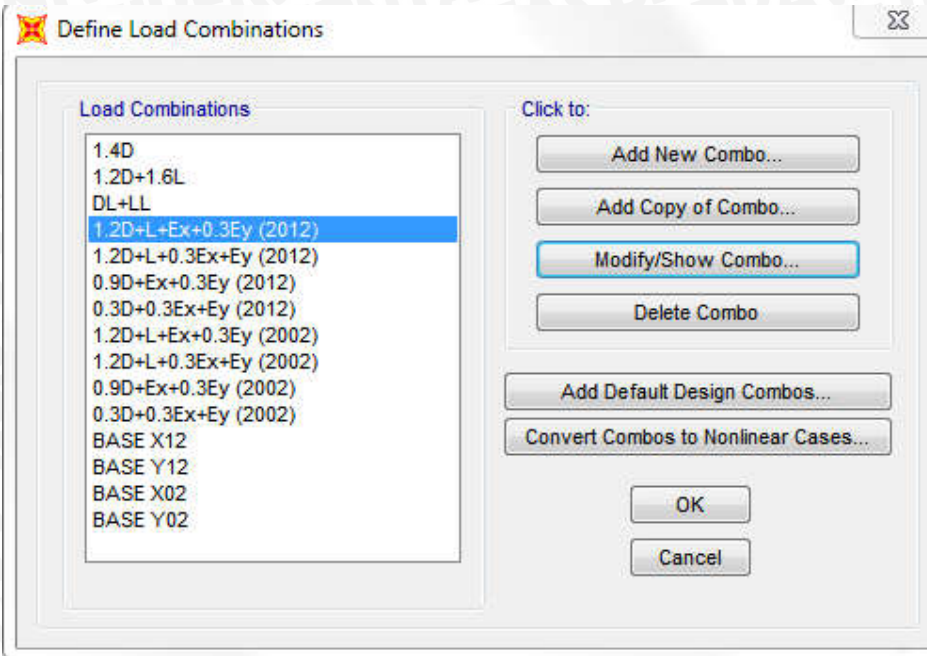 Define Load Combinations
Load Combinations
1.4D
1.2D+1.6L
DL+LL
1.2D+L+Ex+0.3Ey (2012)
1.2D+L+0.3Ex+Ey (2012)
0.9D+Ex+0.3Ey (2012)
0.3D+0.3Ex+Ey (2012)
1.2D+L+Ex+0.3Ey (2002)
1.2D+L+0.3Ex+Ey (2002)
0.9D+Ex+0.3Ey (2002)
0.3D+0.3Ex+Ey (2002)
BASE X12
BASE Y12
BASE X02
BASE Y02
Click to:
Add New Combo...
Add Copy of Combo...
Modify/Show Combo...
Delete Combo
Add Default Design Combos...
Convert Combos to Nonlinear Cases...
OK
Cancel